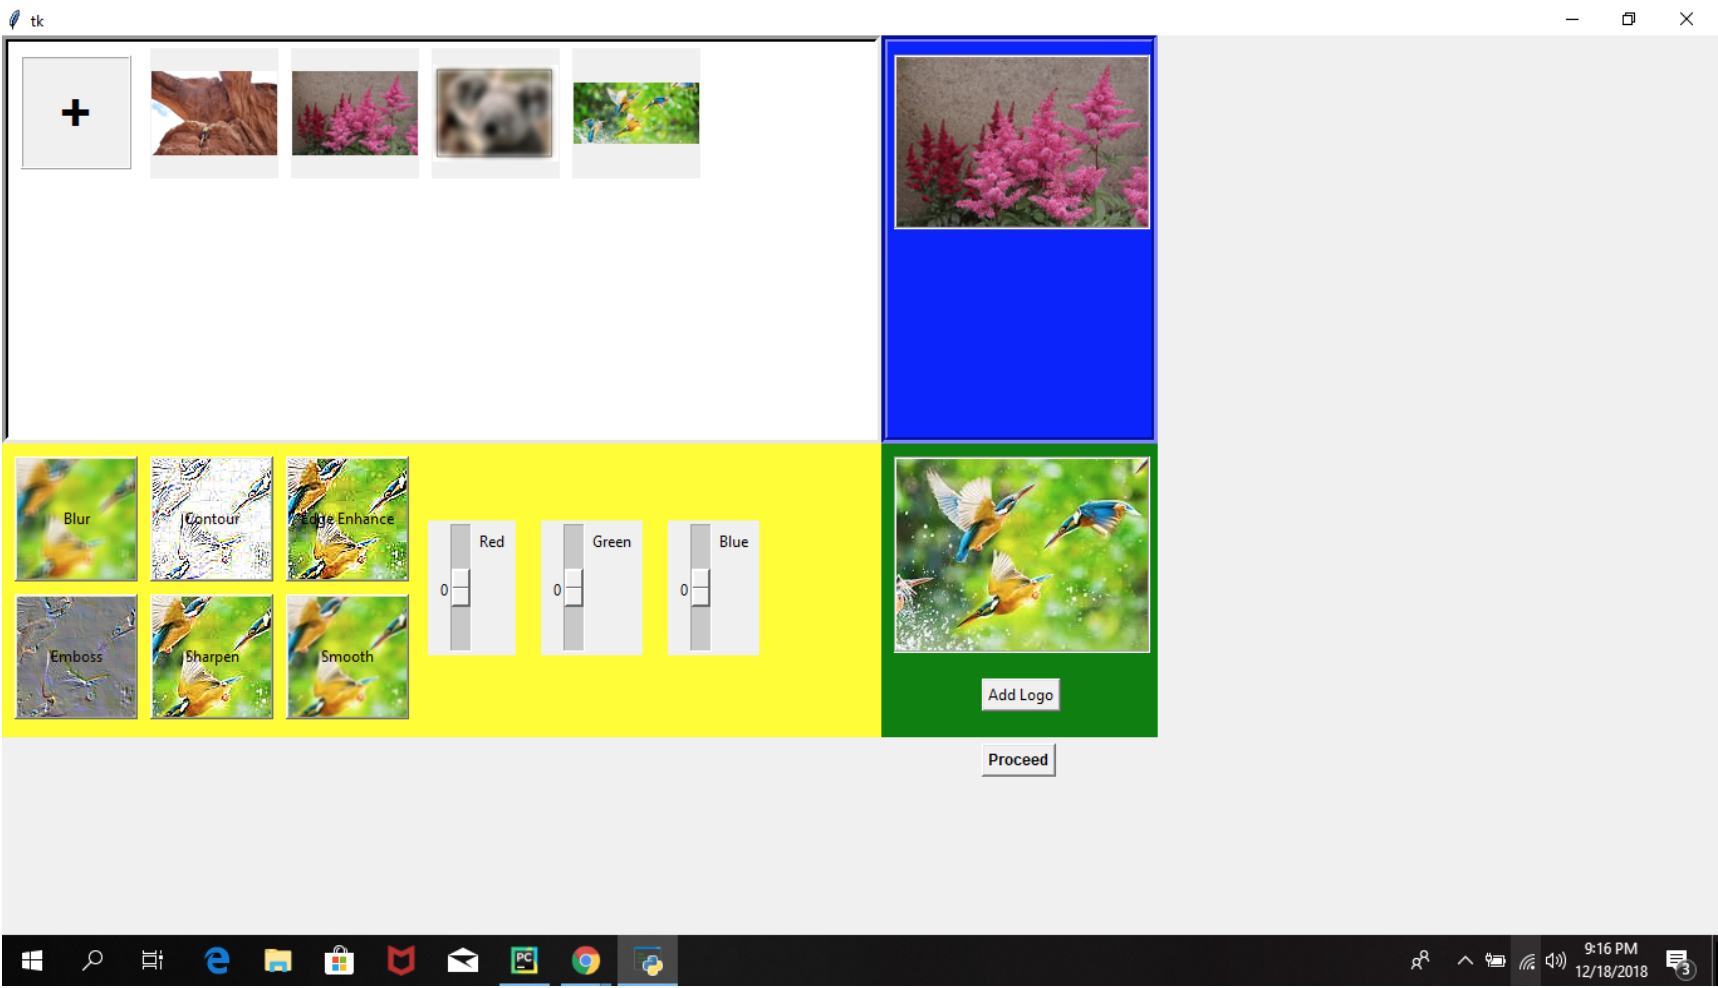 tk
+
Blur
Contour
Edge Enhance
Emboss
Sharpen
Smooth
0
Red
0
Green
0
Blue
Add Logo
Proceed
PC
9:16 PM
12/18/2018
3